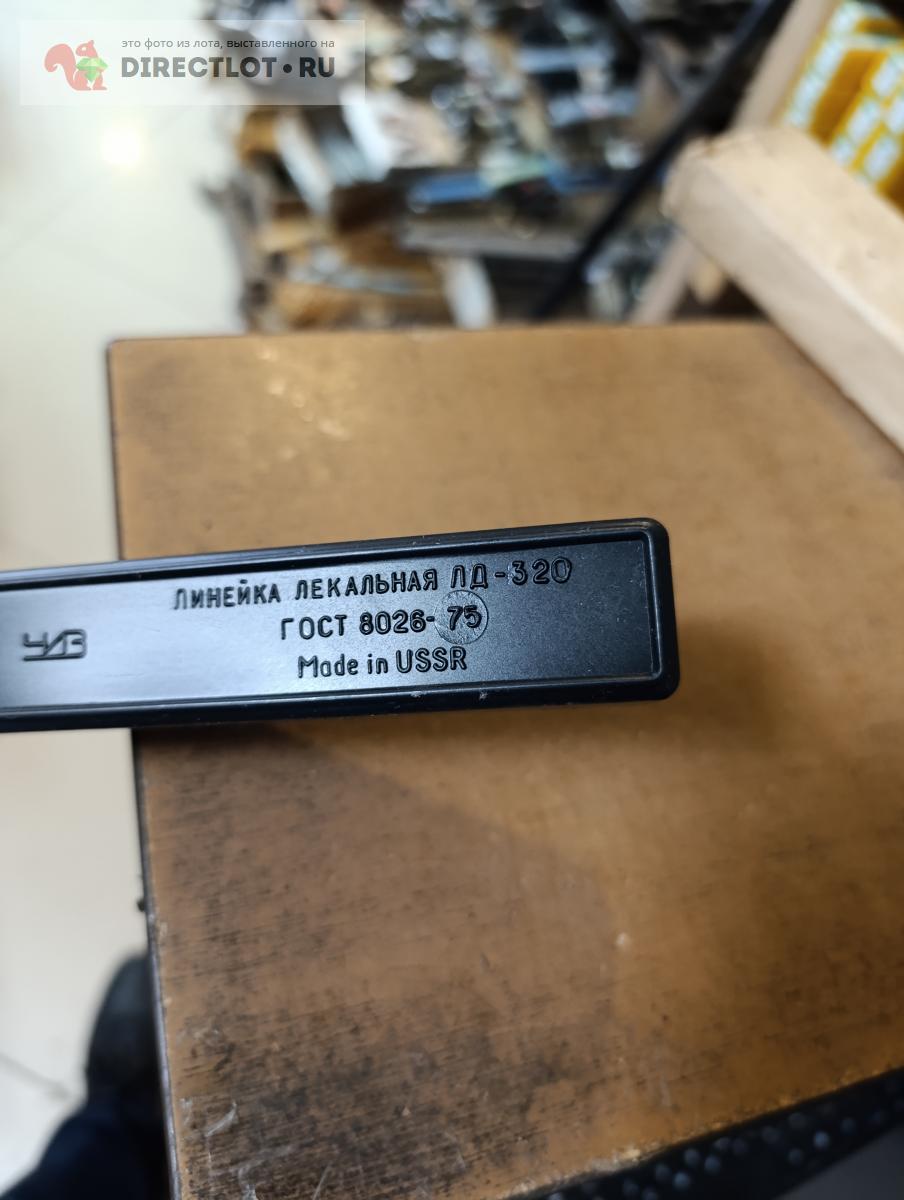 это фото из лота, выставленного на
DIRECTLOT•RU
ЛИНЕЙКА ЛЕКАЛЬНАЯ ЛД-320
ГОСТ 8026-75
ЧИЗ
Made in USSR